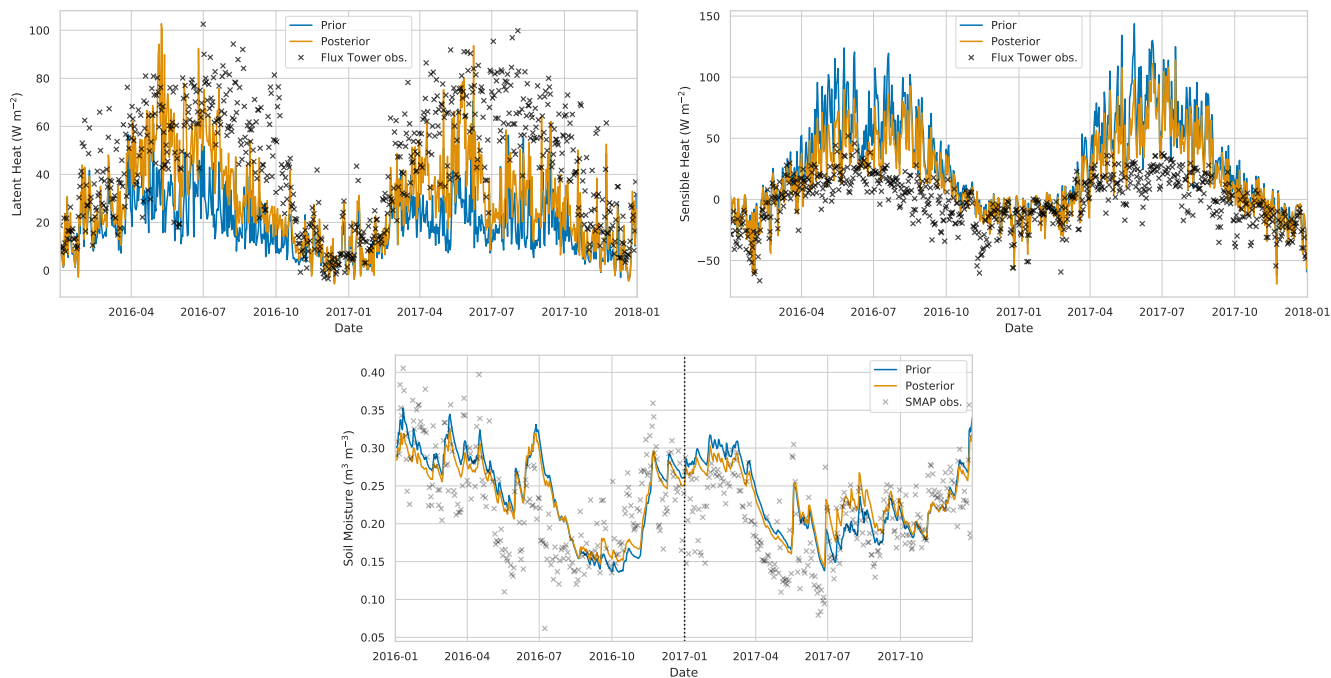 Latent Heat (W m⁻²)
100
80
60
40
20
0
Prior
Posterior
Flux Tower obs.
2016-04
2016-07
2016-10
2017-01
2017-04
2017-07
2017-10
2018-01
Date
Sensible Heat (W m⁻²)
150
100
50
0
−50
Prior
Posterior
Flux Tower obs.
2016-04
2016-07
2016-10
2017-01
2017-04
2017-07
2017-10
2018-01
Date
Soil Moisture (m³ m⁻³)
0.40
0.35
0.30
0.25
0.20
0.15
0.10
0.05
Prior
Posterior
SMAP obs.
2016-01
2016-04
2016-07
2016-10
2017-01
2017-04
2017-07
2017-10
Date